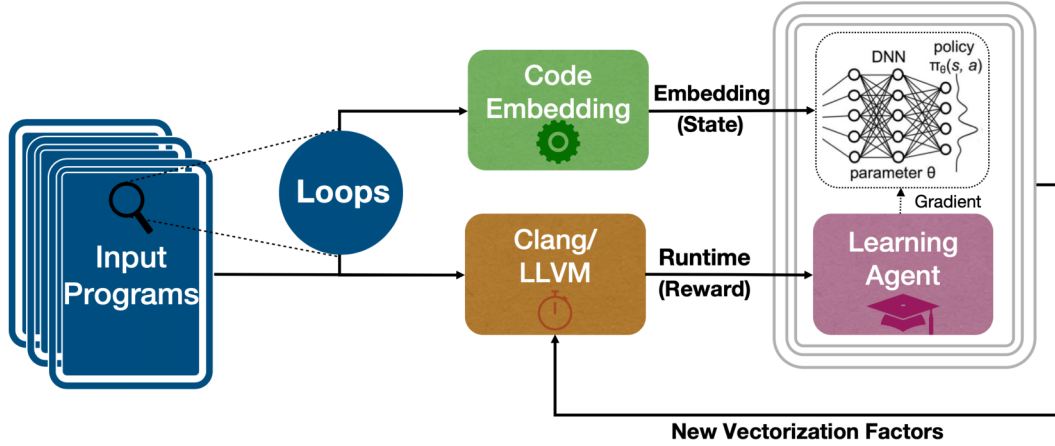 Input
Programs
Loops
Code
Embedding
Clang/
LLVM
Embedding
(State)
Runtime
(Reward)
DNN
policy
πθ(s, a)
parameter θ
Gradient
Learning
Agent
New Vectorization Factors